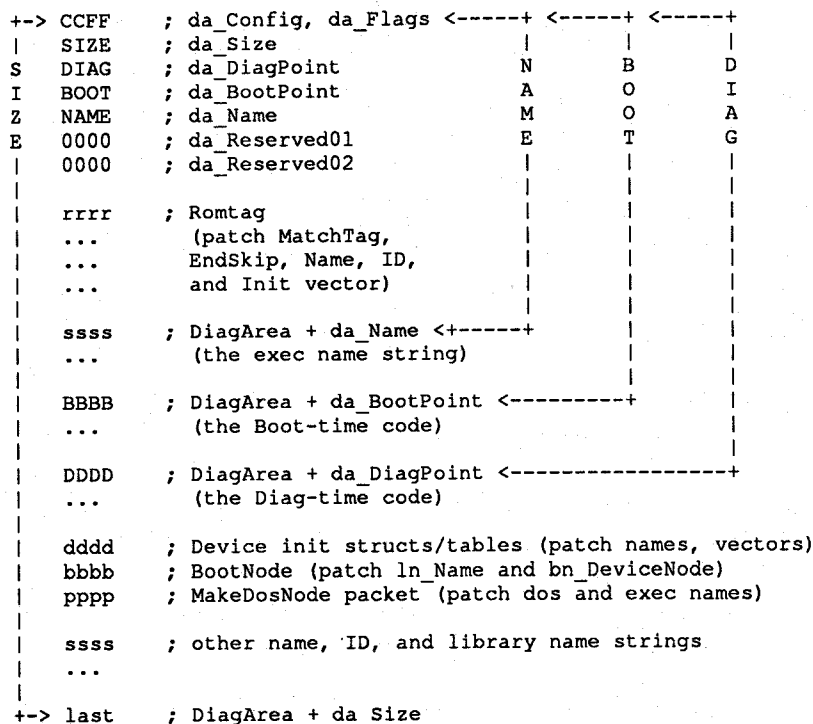 +-> CCFF ; da_Config, da_Flags <-----+ <-----+ <-----+
| SIZE ; da_Size | | |
S DIAG ; da_DiagPoint N B D
I BOOT ; da_BootPoint A O I
Z NAME ; da_Name M O A
E 0000 ; da_Reserved01 E T G
| 0000 ; da_Reserved02 | | |
| | | |
| rrrr ; Romtag | | |
| ... (patch MatchTag, | | |
| ... EndSkip, Name, ID, | | |
| ... and Init vector) | | |
| | | |
| ssss ; DiagArea + da_Name <+-----+ | |
| ... (the exec name string) | |
| | |
| BBBB ; DiagArea + da_BootPoint <---------+ |
| ... (the Boot-time code) |
| |
| DDDD ; DiagArea + da_DiagPoint <-----------------+
| ... (the Diag-time code)
|
| dddd ; Device init structs/tables (patch names, vectors)
| bbbb ; BootNode (patch ln_Name and bn_DeviceNode)
| pppp ; MakeDosNode packet (patch dos and exec names)
|
| ssss ; other name, ID, and library name strings
| ...
|
+-> last ; DiagArea + da_Size